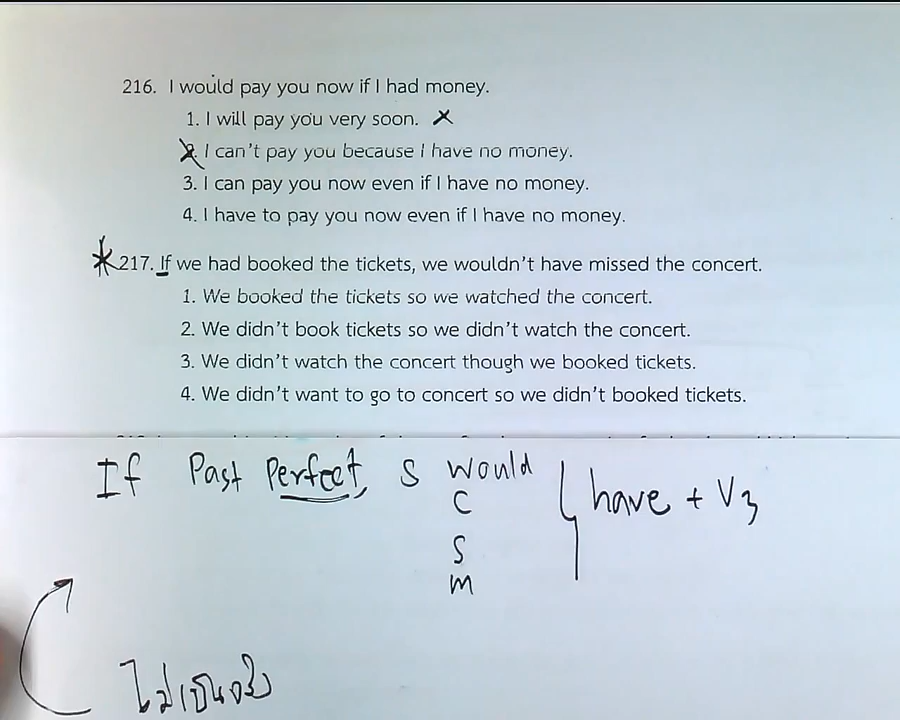 216. I would pay you now if I had money.
1. I will pay you very soon. ×
2. I can't pay you because I have no money.
3. I can pay you now even if I have no money.
4. I have to pay you now even if I have no money.
*217. If we had booked the tickets, we wouldn't have missed the concert.
1. We booked the tickets so we watched the concert.
2. We didn't book tickets so we didn't watch the concert.
3. We didn't watch the concert though we booked tickets.
4. We didn't want to go to concert so we didn't booked tickets.
If Past Perfect, S would have + V3
C
S
m
ไม่เป็นจริง